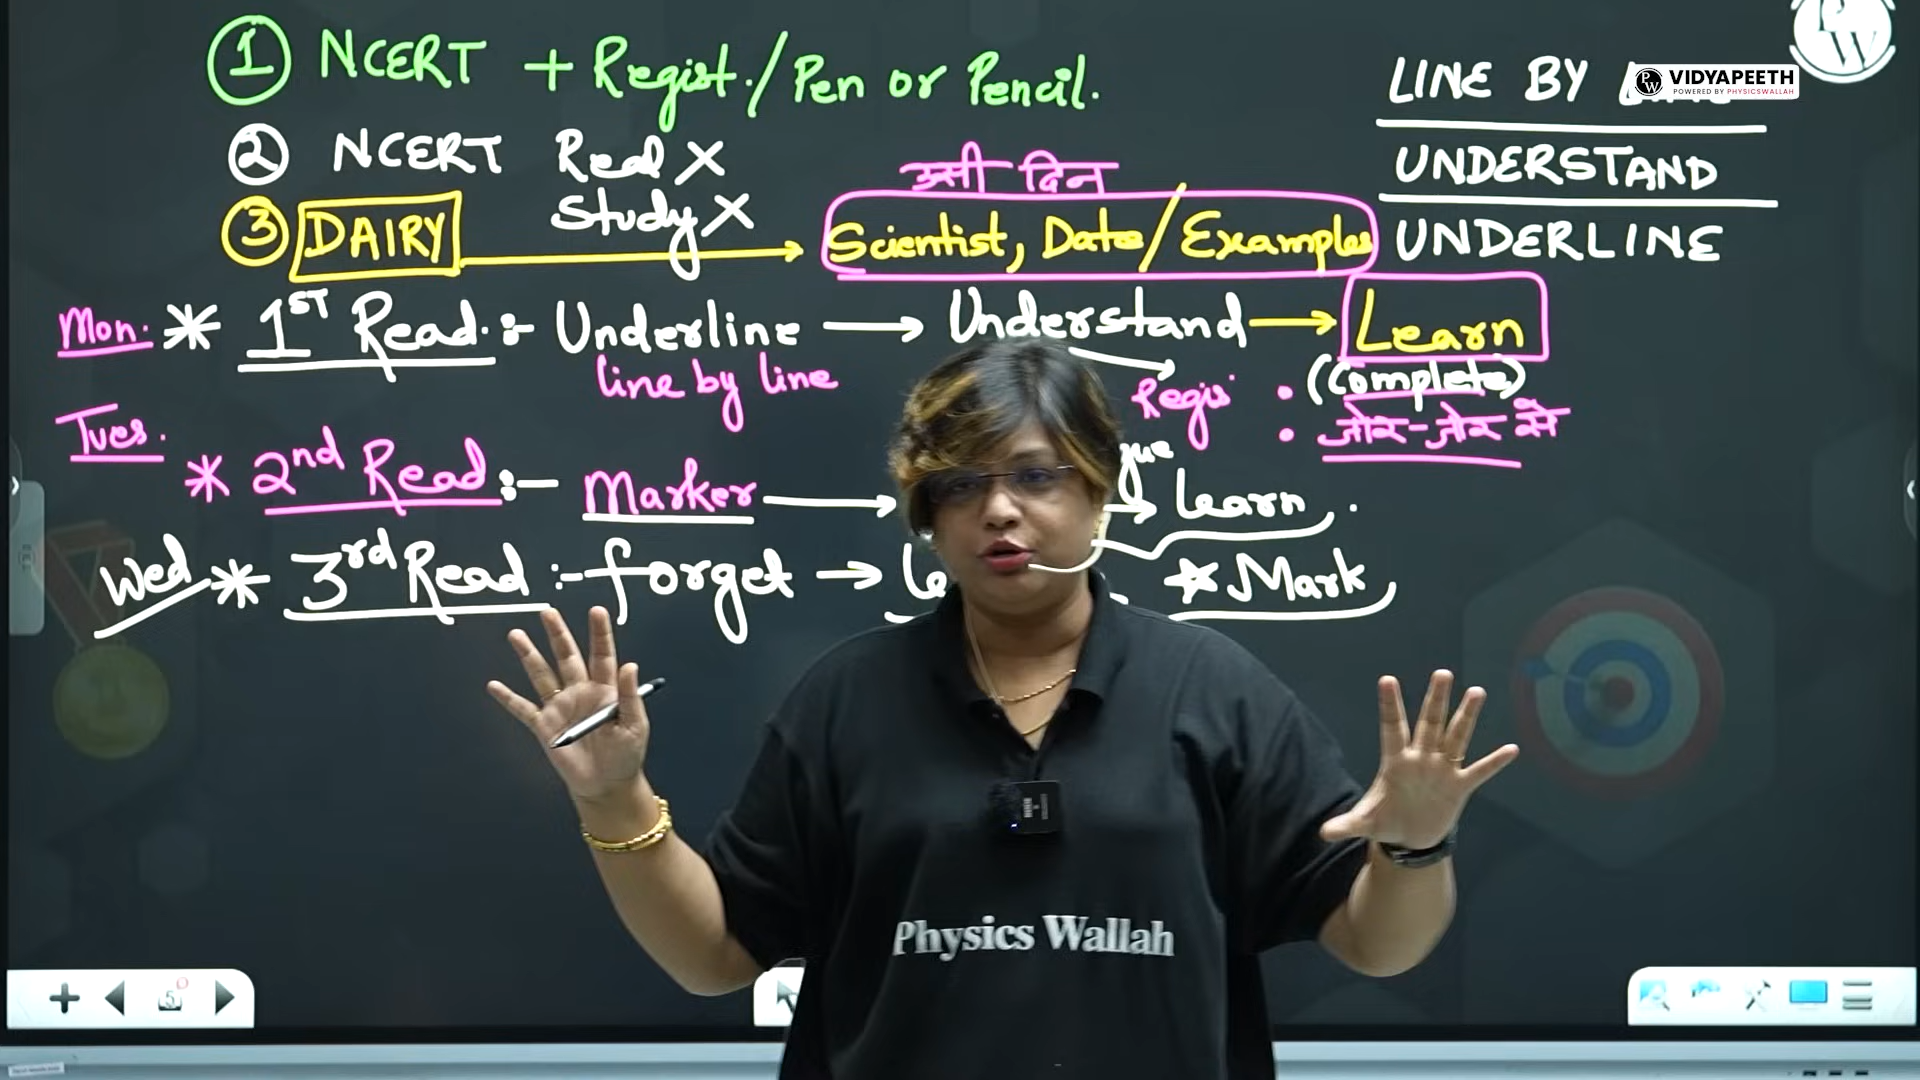 ① NCERT + Regist./Pen or Pencil.
LINE BY
VIDYAPEETH
POWERED BY PHYSICSWALLAH
PW
② NCERT Read X
Study X
उसी दिन
UNDERSTAND
③ DAIRY → Scientist, Date/Examples
UNDERLINE
Mon. * 1ST Read :- Underline → Understand → Learn
line by line
Regis
• (Complete)
• जोर-जोर से
Tues.
* 2nd Read :- Marker → → Learn.
Wed * 3rd Read :- forget → ★ Mark
Physics Wallah